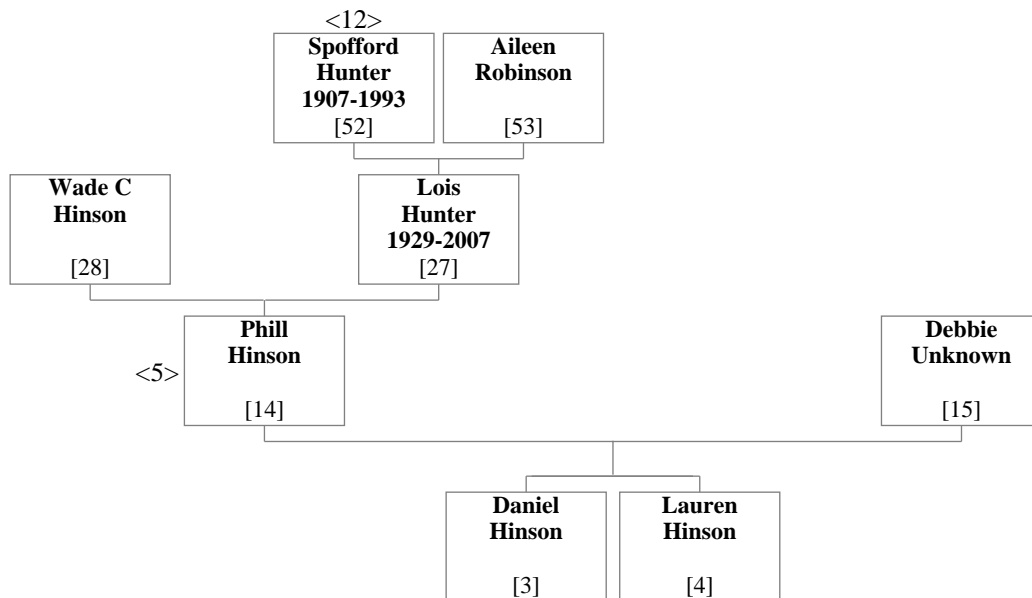 <12>
Spofford
Hunter
1907-1993
[52]
Aileen
Robinson
[53]
Wade C
Hinson
[28]
Lois
Hunter
1929-2007
[27]
<5>
Phill
Hinson
[14]
Debbie
Unknown
[15]
Daniel
Hinson
[3]
Lauren
Hinson
[4]